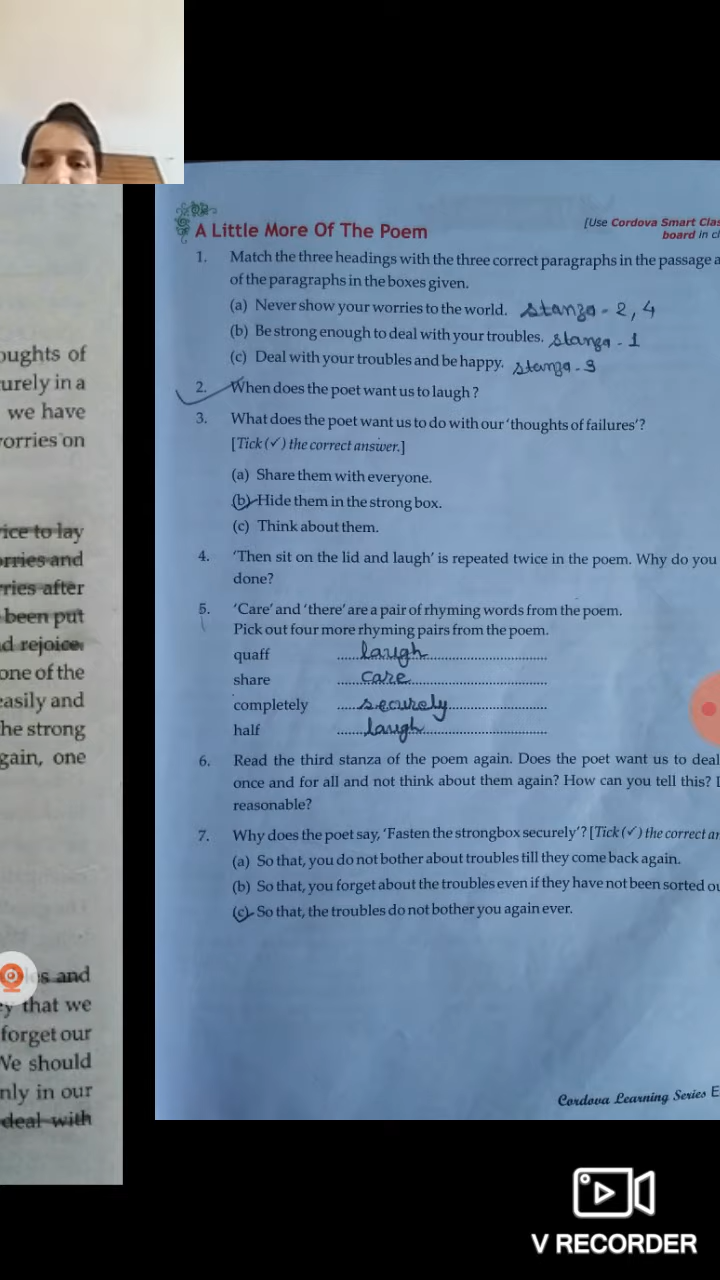 oughts of
urely in a
we have
orries on
ice to lay
orries and
ries after
been put
d rejoice.
one of the
easily and
he strong
gain, one
les and
y that we
forget our
We should
nly in our
deal with
A Little More Of The Poem
[Use Cordova Smart Clas
board in cl
1. Match the three headings with the three correct paragraphs in the passage a
of the paragraphs in the boxes given.
(a) Never show your worries to the world. stanza - 2, 4
(b) Be strong enough to deal with your troubles. stanza - 1
(c) Deal with your troubles and be happy. stanza - 3
2. When does the poet want us to laugh?
3. What does the poet want us to do with our 'thoughts of failures'?
[Tick (✓) the correct answer.]
(a) Share them with everyone.
(b) Hide them in the strong box.
(c) Think about them.
4. 'Then sit on the lid and laugh' is repeated twice in the poem. Why do you
done?
5. 'Care' and 'there' are a pair of rhyming words from the poem.
Pick out four more rhyming pairs from the poem.
quaff laugh
share care
completely securely
half laugh
6. Read the third stanza of the poem again. Does the poet want us to deal
once and for all and not think about them again? How can you tell this? I
reasonable?
7. Why does the poet say, 'Fasten the strongbox securely'? [Tick (✓) the correct an
(a) So that, you do not bother about troubles till they come back again.
(b) So that, you forget about the troubles even if they have not been sorted ou
(c) So that, the troubles do not bother you again ever.
Cordova Learning Series E
V RECORDER